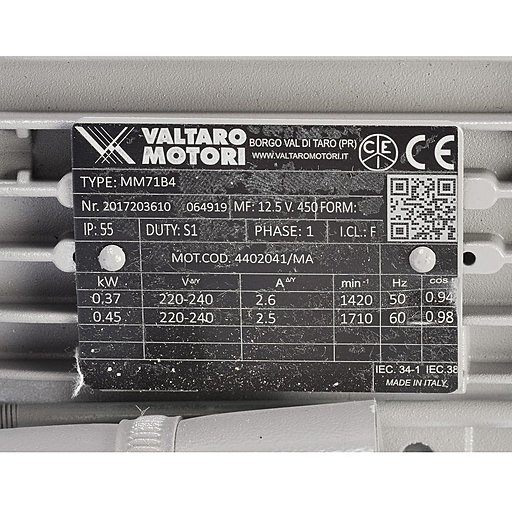 VALTARO
MOTORI
BORGO VAL DI TARO (PR)
WWW.VALTAROMOTORI.IT
CE
TYPE: MM71B4
Nr. 2017203610 064919 MF: 12.5 V. 450 FORM:
IP: 55 DUTY: S1 PHASE: 1 I.CL.: F
MOT.COD. 4402041/MA
kW V Δ/Y A Δ/Y min⁻¹ Hz cos
0,37 220-240 2.6 1420 50 0.94
0.45 220-240 2.5 1710 60 0.98
IEC. 34-1 IEC.38
MADE IN ITALY